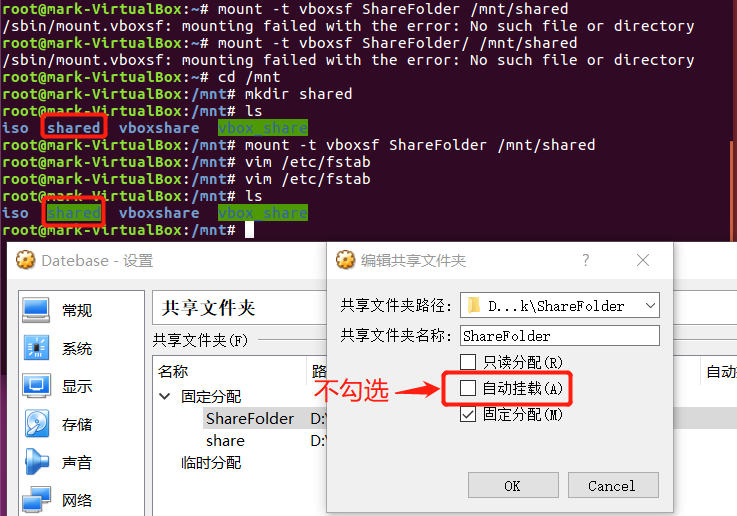 root@mark-VirtualBox:~# mount -t vboxsf ShareFolder /mnt/shared
/sbin/mount.vboxsf: mounting failed with the error: No such file or directory
root@mark-VirtualBox:~# mount -t vboxsf ShareFolder/ /mnt/shared
/sbin/mount.vboxsf: mounting failed with the error: No such file or directory
root@mark-VirtualBox:~# cd /mnt
root@mark-VirtualBox:/mnt# mkdir shared
root@mark-VirtualBox:/mnt# ls
iso shared vboxshare vbox_share
root@mark-VirtualBox:/mnt# mount -t vboxsf ShareFolder /mnt/shared
root@mark-VirtualBox:/mnt# vim /etc/fstab
root@mark-VirtualBox:/mnt# vim /etc/fstab
root@mark-VirtualBox:/mnt# ls
iso shared vboxshare vbox_share
root@mark-VirtualBox:/mnt#
Datebase - 设置
常规
系统
显示
存储
声音
网络
共享文件夹
共享文件夹(F)
名称 路
自动挂
固定分配
ShareFolder D:\
share D:\
临时分配
编辑共享文件夹 ?
共享文件夹路径: D...k\ShareFolder
共享文件夹名称: ShareFolder
只读分配(R)
不勾选
自动挂载(A)
固定分配(M)
OK Cancel